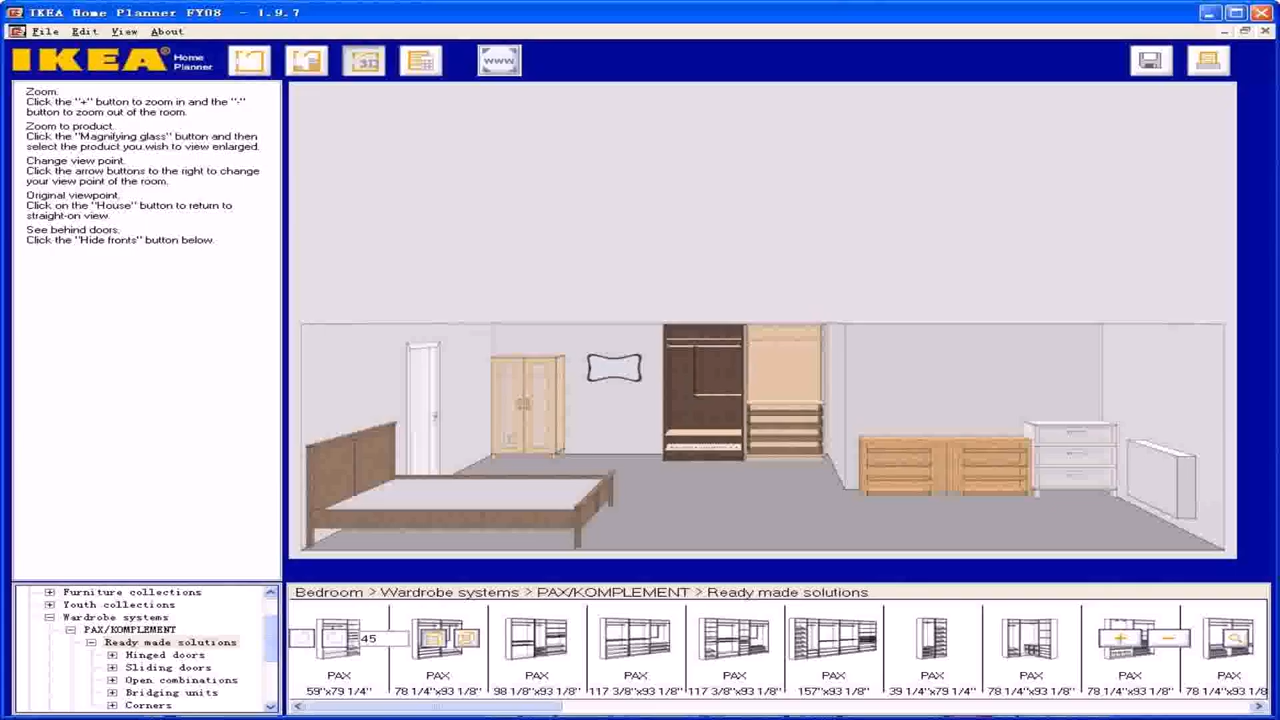 IKEA Home Planner FY08 - 1.9.7
File Edit View About
IKEA® Home Planner
3D
WWW
Zoom.
Click the "+" button to zoom in and the "-"
button to zoom out of the room.
Zoom to product.
Click the "Magnifying glass" button and then
select the product you wish to view enlarged.
Change view point.
Click the arrow buttons to the right to change
your view point of the room.
Original viewpoint.
Click on the "House" button to return to
straight-on view.
See behind doors.
Click the "Hide fronts" button below.
Furniture collections
Youth collections
Wardrobe systems
PAX/KOMPLEMENT
Ready made solutions
Hinged doors
Sliding doors
Open combinations
Bridging units
Corners
Bedroom > Wardrobe systems > PAX/KOMPLEMENT > Ready made solutions
45
PAX PAX PAX PAX PAX PAX PAX PAX PAX PAX
59"x79 1/4" 78 1/4"x93 1/8" 98 1/8"x93 1/8" 117 3/8"x93 1/8" 117 3/8"x93 1/8" 157"x93 1/8" 39 1/4"x79 1/4" 78 1/4"x93 1/8" 78 1/4"x93 1/8" 78 1/4"x93 1/8"